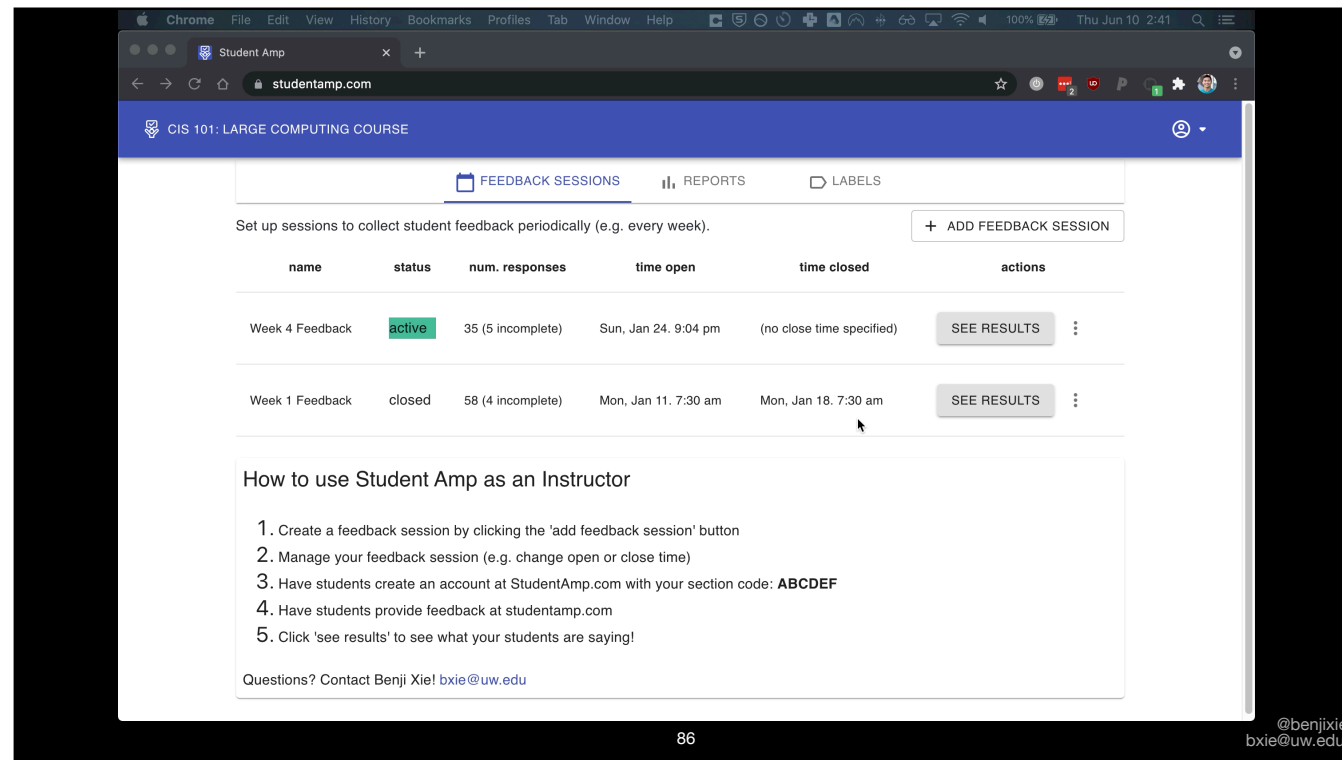 Chrome File Edit View History Bookmarks Profiles Tab Window Help 100% Thu Jun 10 2:41
Student Amp
studentamp.com
CIS 101: LARGE COMPUTING COURSE
FEEDBACK SESSIONS REPORTS LABELS
Set up sessions to collect student feedback periodically (e.g. every week). + ADD FEEDBACK SESSION
name status num. responses time open time closed actions
Week 4 Feedback active 35 (5 incomplete) Sun, Jan 24. 9:04 pm (no close time specified) SEE RESULTS
Week 1 Feedback closed 58 (4 incomplete) Mon, Jan 11. 7:30 am Mon, Jan 18. 7:30 am SEE RESULTS
How to use Student Amp as an Instructor
1. Create a feedback session by clicking the 'add feedback session' button
2. Manage your feedback session (e.g. change open or close time)
3. Have students create an account at StudentAmp.com with your section code: ABCDEF
4. Have students provide feedback at studentamp.com
5. Click 'see results' to see what your students are saying!
Questions? Contact Benji Xie! bxie@uw.edu
86
@benjixie
bxie@uw.edu